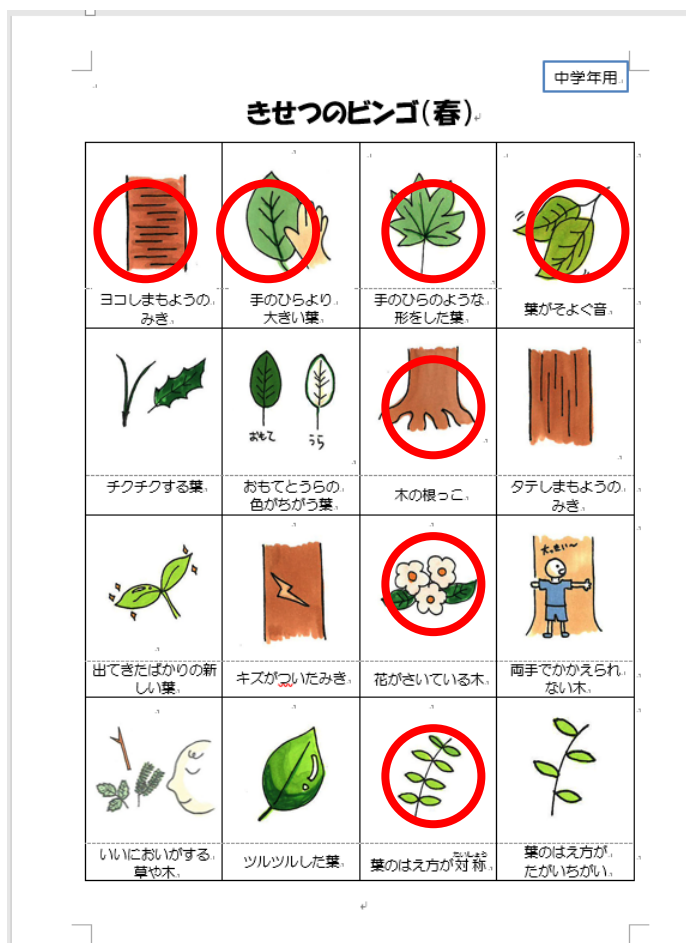 中学年用
きせつのビンゴ(春)
ヨコしまもようの
みき
手のひらより
大きい葉
手のひらのような
形をした葉
葉がそよぐ音
おもて
うら
チクチクする葉
おもてとうらの
色がちがう葉
木の根っこ
タテしまもようの
みき
大っきい～
出てきたばかりの新
しい葉
キズがついたみき
花がさいている木
両手でかかえられ
ない木
いいにおいがする
草や木
ツルツルした葉
たいしょう
葉のはえ方が対称
葉のはえ方が
たがいちがい